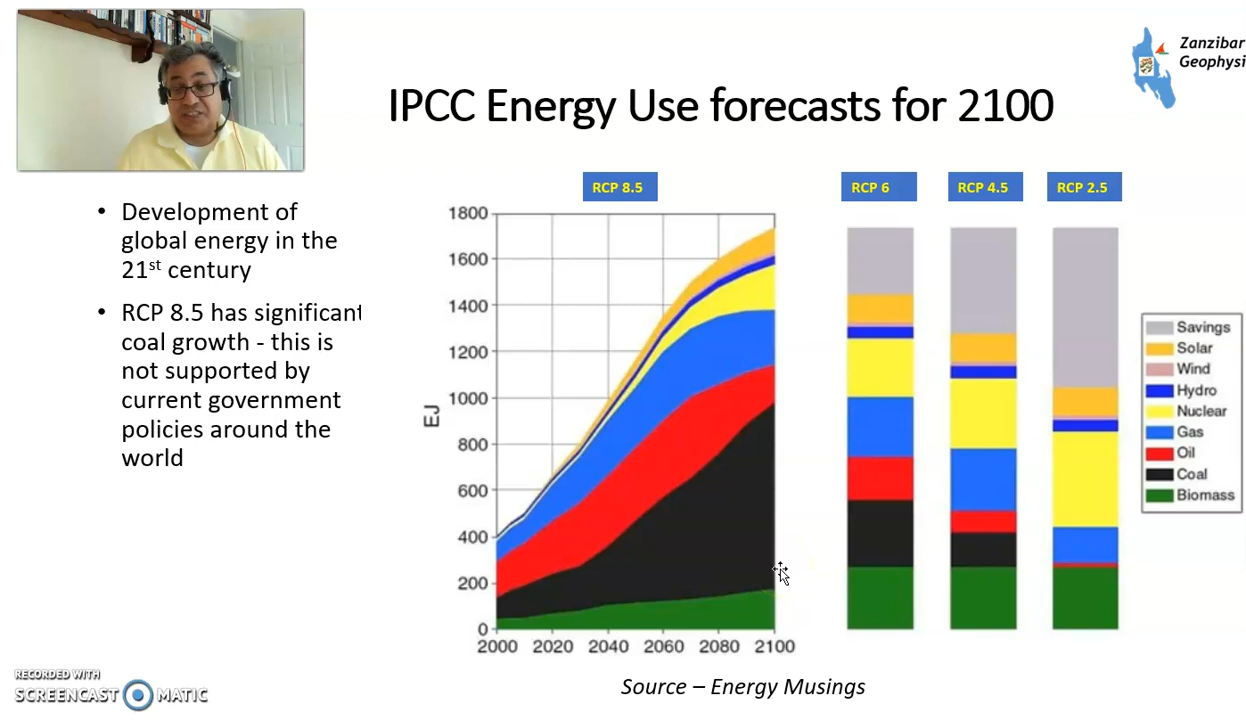 Zanzibar
Geophysi
IPCC Energy Use forecasts for 2100
• Development of
global energy in the
21st century
• RCP 8.5 has significant
coal growth - this is
not supported by
current government
policies around the
world
RCP 8.5
RCP 6
RCP 4.5
RCP 2.5
EJ
1800
1600
1400
1200
1000
800
600
400
200
0
2000 2020 2040 2060 2080 2100
Savings
Solar
Wind
Hydro
Nuclear
Gas
Oil
Coal
Biomass
Source – Energy Musings
RECORDED WITH
SCREENCAST MATIC